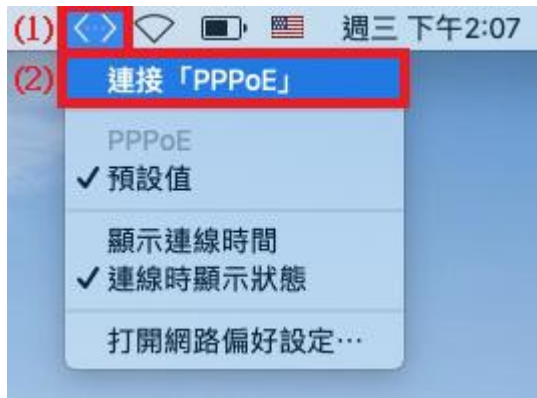 (1) 週三 下午2:07
(2) 連接「PPPoE」
PPPoE
✓ 預設值
顯示連線時間
✓ 連線時顯示狀態
打開網路偏好設定…